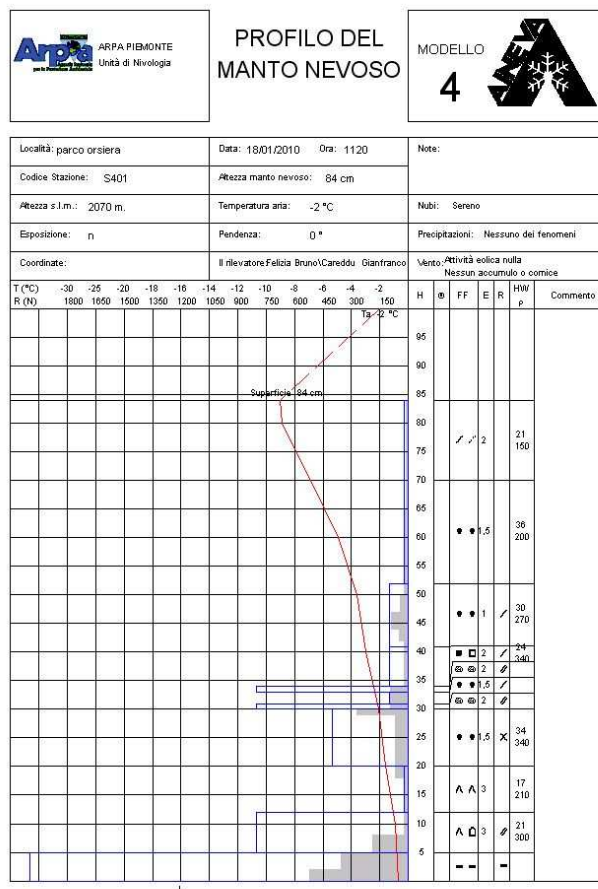 Arpa
ARPA PIEMONTE
Unità di Nivologia
PROFILO DEL
MANTO NEVOSO
MODELLO
4
AINEVA
Località: parco orsiera
Data: 18/01/2010 Ora: 1120
Note:
Codice Stazione: S401
Altezza manto nevoso: 84 cm
Altezza s.l.m.: 2070 m.
Temperatura aria: -2 °C
Nubi: Sereno
Esposizione: n
Pendenza: 0 °
Precipitazioni: Nessuno dei fenomeni
Coordinate:
Il rilevatore: Felizia Bruno\Careddu Gianfranco
Vento: Attività eolica nulla
Nessun accumulo o cornice
T (°C) -30 -25 -20 -18 -16 -14 -12 -10 -8 -6 -4 -2
R (N) 1800 1650 1500 1350 1200 1050 900 750 600 450 300 150
H FF E R HW ρ Commento
Ta -2 °C
95
90
85
Superficie 84 cm
80
75
2
21
150
70
65
60
1,5
36
200
55
50
45
1
30
270
40
2
24
340
2
35
1,5
2
30
25
1,5
34
340
20
15
3
17
210
10
3
21
300
5